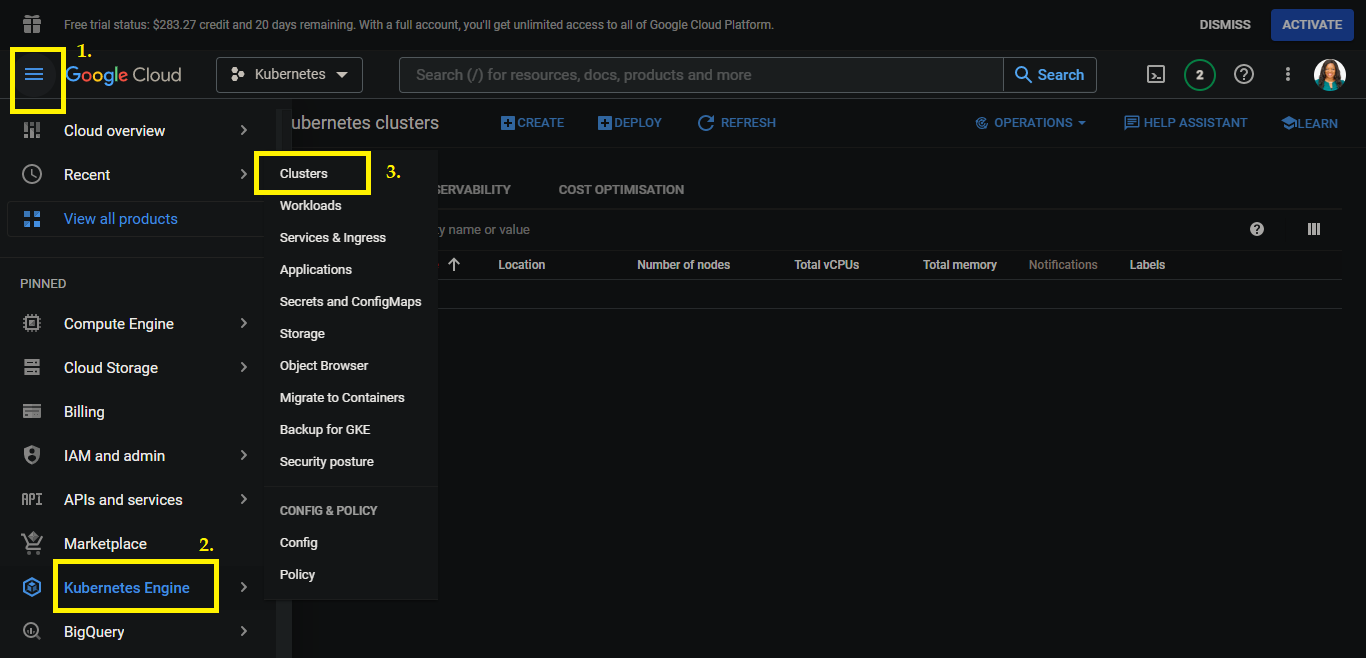 Free trial status: $283.27 credit and 20 days remaining. With a full account, you'll get unlimited access to all of Google Cloud Platform.
DISMISS
ACTIVATE
1.
Google Cloud
Kubernetes
Search (/) for resources, docs, products and more
Search
2
ubernetes clusters
CREATE
DEPLOY
REFRESH
OPERATIONS
HELP ASSISTANT
LEARN
Cloud overview
Recent
View all products
PINNED
Compute Engine
Cloud Storage
Billing
IAM and admin
API APIs and services
Marketplace
2.
Kubernetes Engine
BigQuery
Clusters
3.
Workloads
Services & Ingress
Applications
Secrets and ConfigMaps
Storage
Object Browser
Migrate to Containers
Backup for GKE
Security posture
CONFIG & POLICY
Config
Policy
SERVABILITY
COST OPTIMISATION
y name or value
Location
Number of nodes
Total vCPUs
Total memory
Notifications
Labels